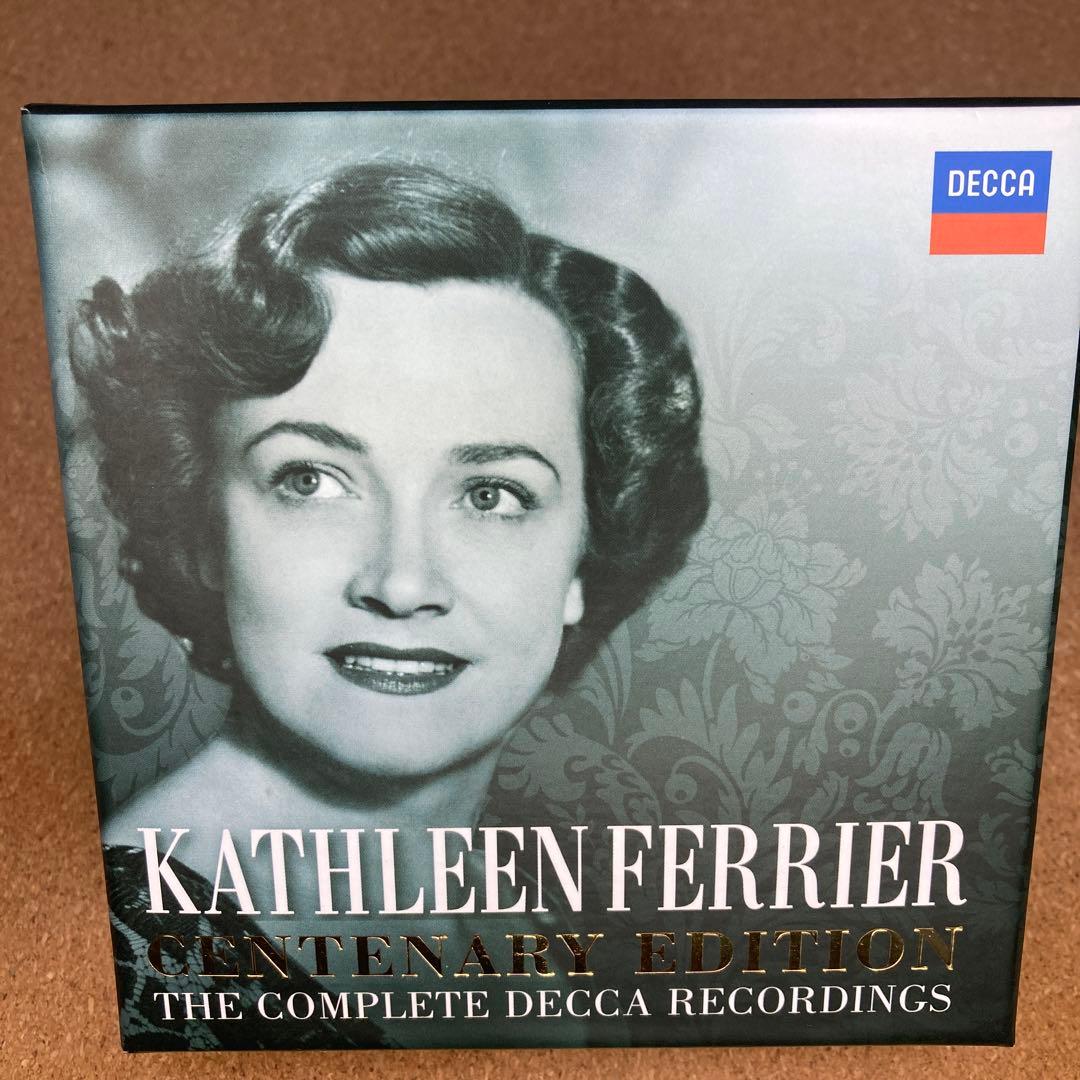 DECCA
KATHLEEN FERRIER
CENTENARY EDITION
THE COMPLETE DECCA RECORDINGS